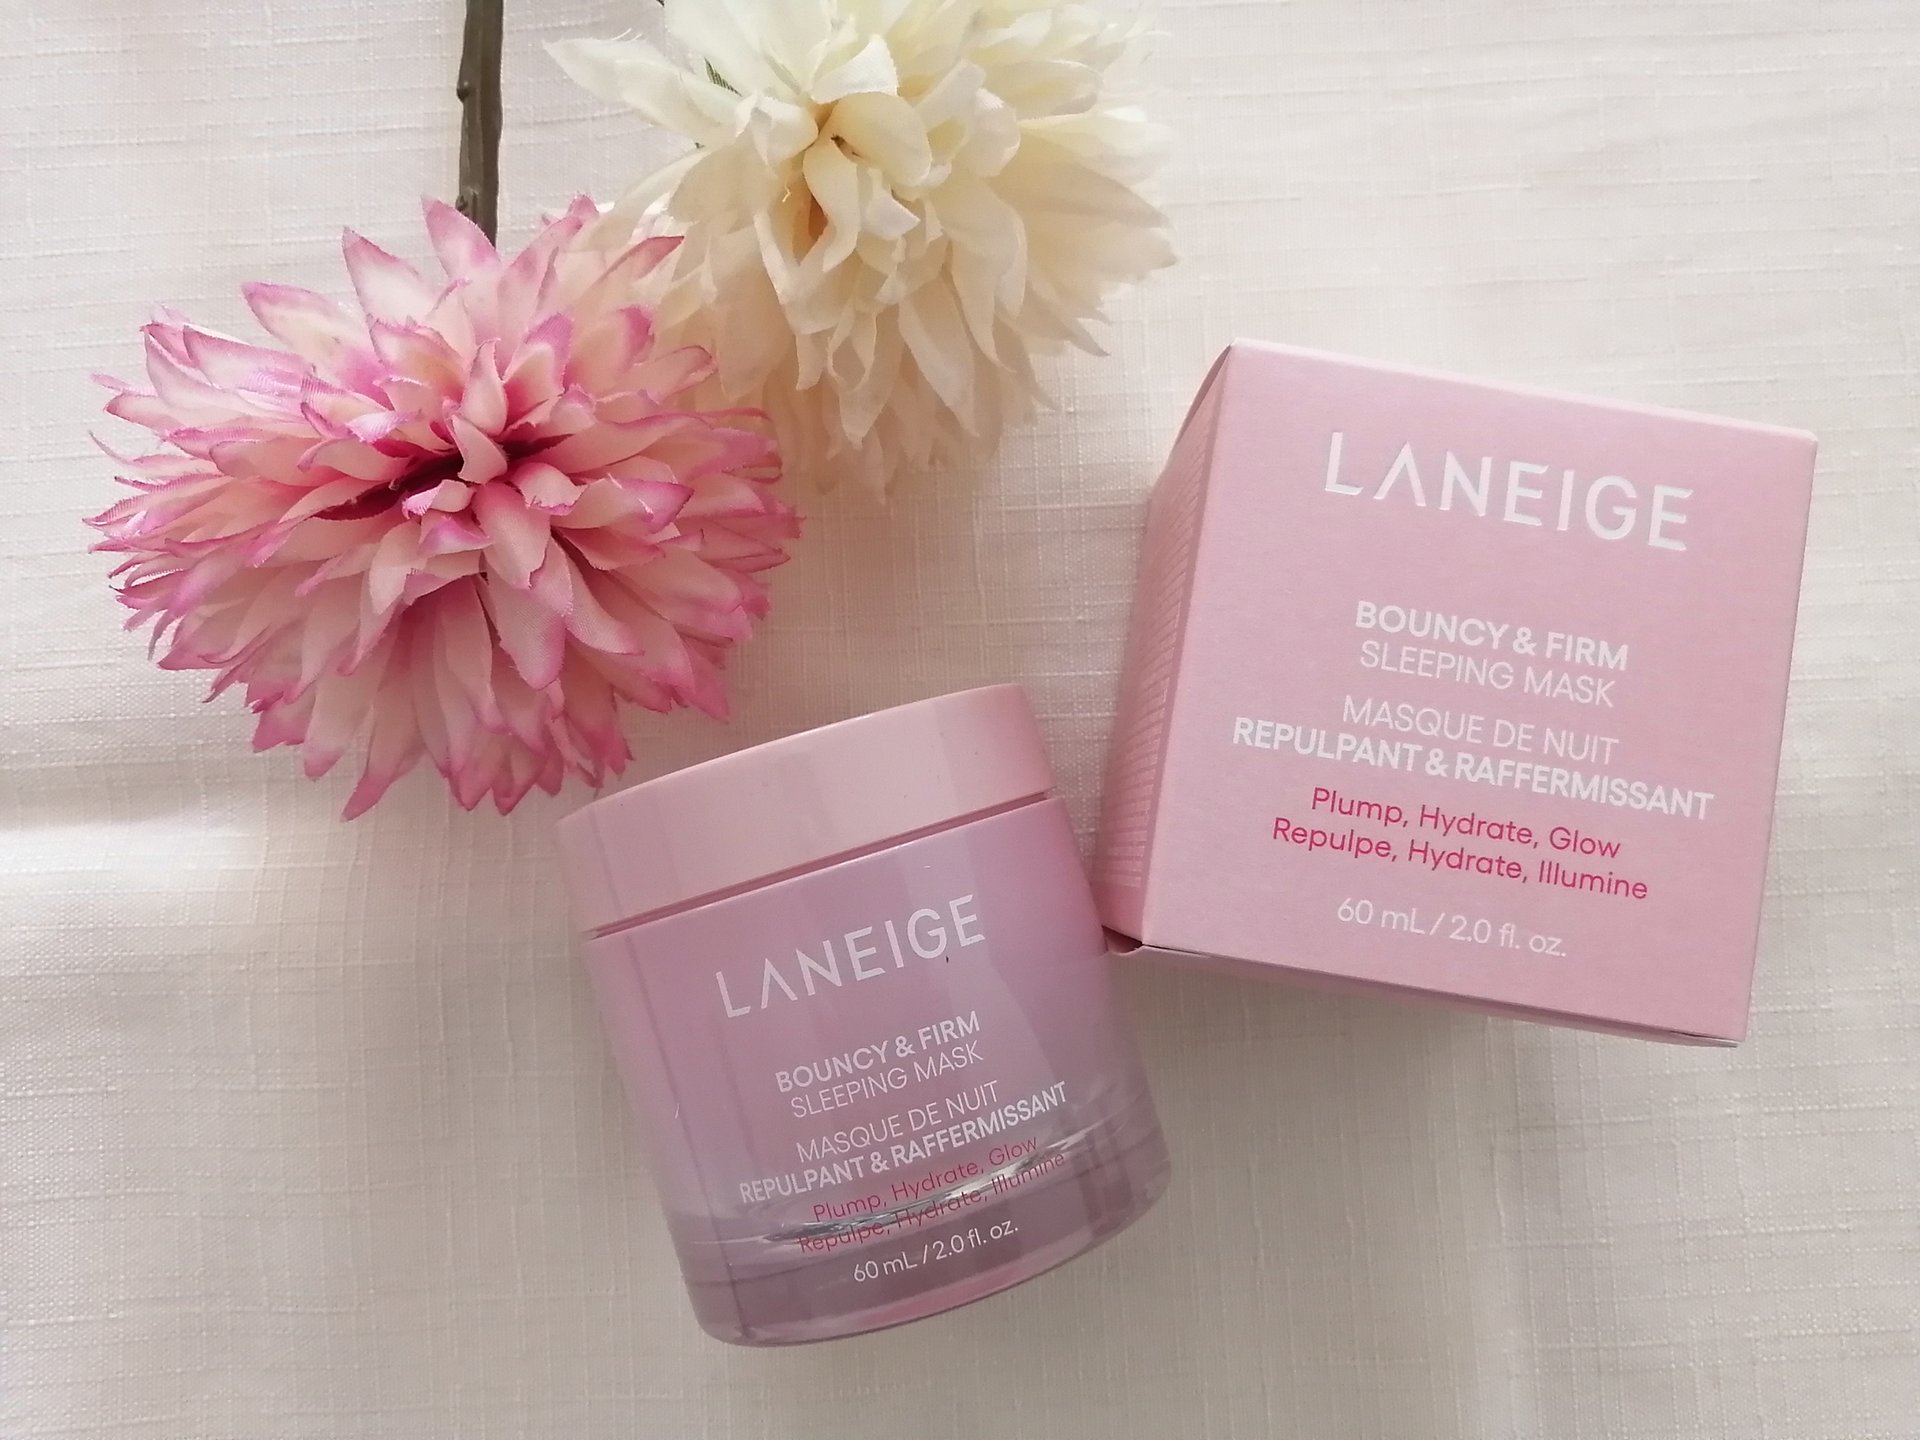 LANEIGE
BOUNCY & FIRM
SLEEPING MASK
MASQUE DE NUIT
REPULPANT & RAFFERMISSANT
Plump, Hydrate, Glow
Repulpe, Hydrate, Illumine
60 mL / 2.0 fl. oz.
LANEIGE
BOUNCY & FIRM
SLEEPING MASK
MASQUE DE NUIT
REPULPANT & RAFFERMISSANT
Plump, Hydrate, Glow
Repulpe, Hydrate, Illumine
60 mL / 2.0 fl. oz.